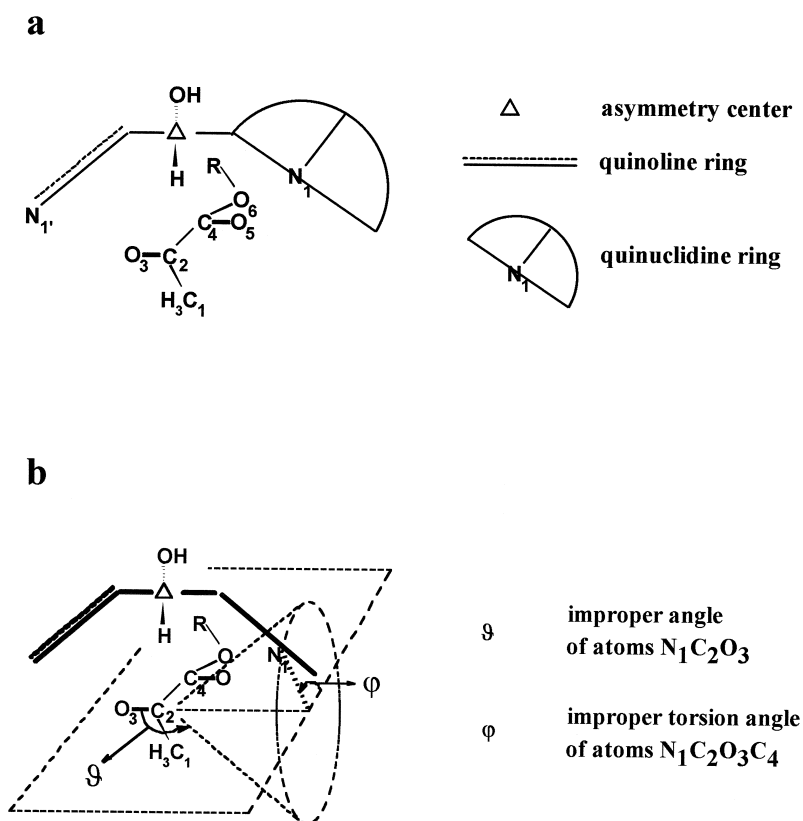 a
OH
H
N1'
R
O6
C4 O5
O3 C2
H3C1
N1
asymmetry center
quinoline ring
N1
quinuclidine ring
b
OH
H
R
O
C4 O
O3 C2
H3C1
N1
φ
ϑ
ϑ improper angle
of atoms N1C2O3
φ improper torsion angle
of atoms N1C2O3C4